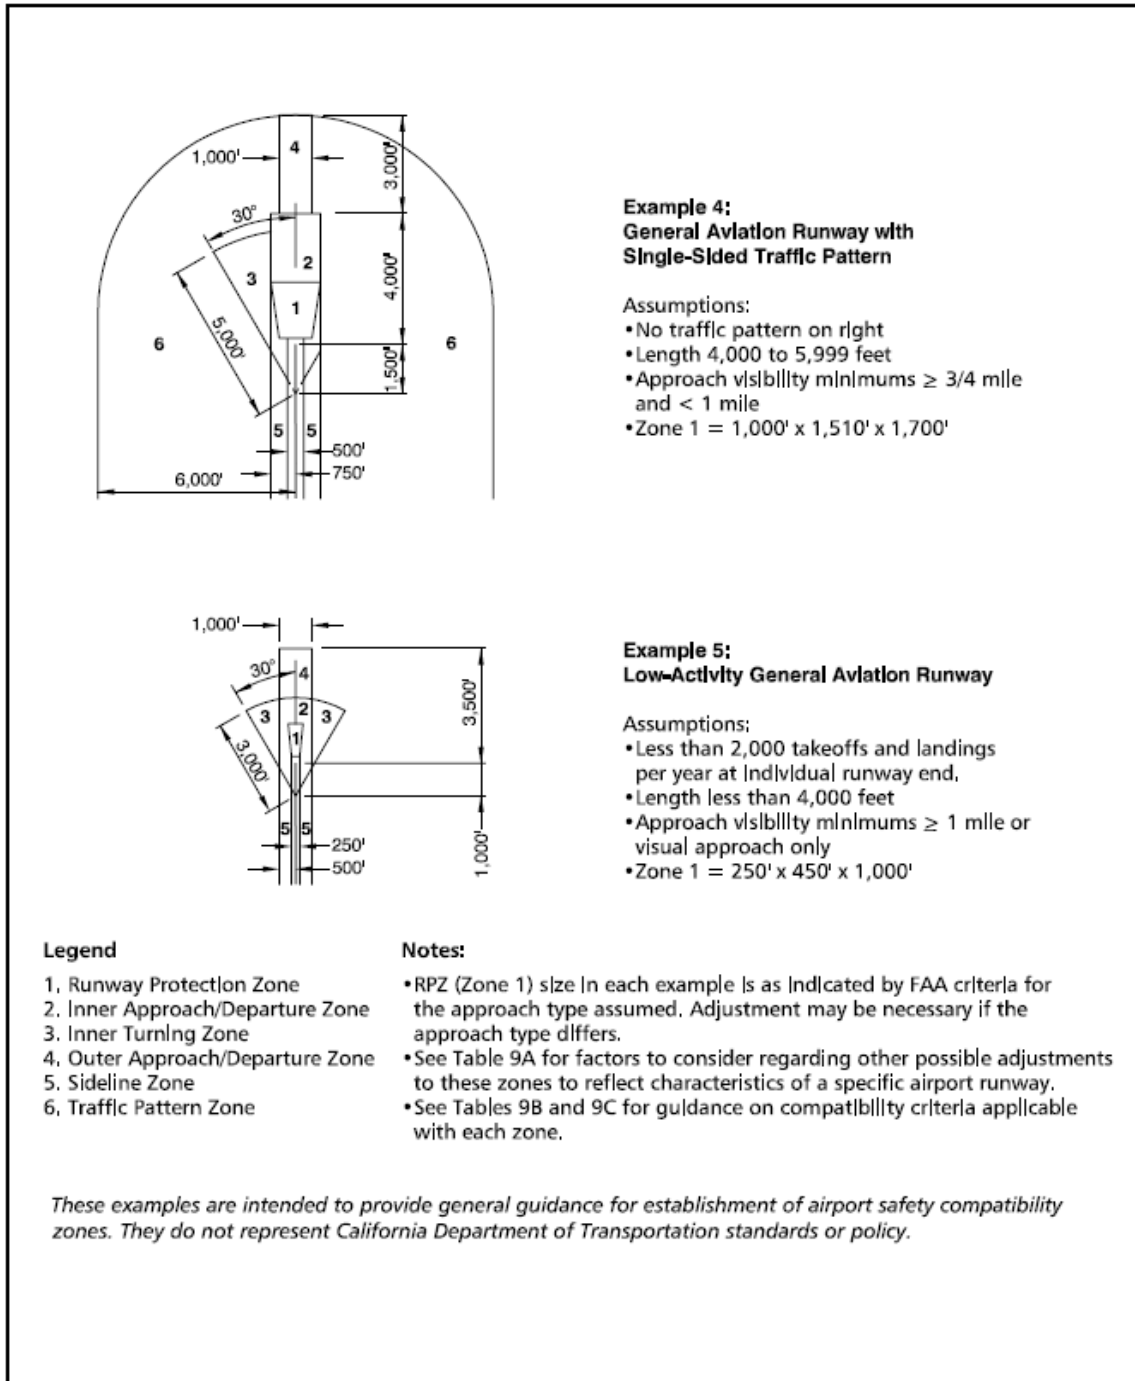 4
1,000'
3,000'
30°
2
3
4,000'
1
5,000'
6
6
1,500'
5
5
500'
750'
6,000'
Example 4:
General Aviation Runway with
Single-Sided Traffic Pattern
Assumptions:
•No traffic pattern on right
•Length 4,000 to 5,999 feet
•Approach visibility minimums ≥ 3/4 mile
and < 1 mile
•Zone 1 = 1,000' x 1,510' x 1,700'
1,000'
30°
4
3,500'
3
2
3
1
3,000'
5
5
250'
1,000'
500'
Example 5:
Low-Activity General Aviation Runway
Assumptions:
•Less than 2,000 takeoffs and landings
per year at individual runway end.
•Length less than 4,000 feet
•Approach visibility minimums ≥ 1 mile or
visual approach only
•Zone 1 = 250' x 450' x 1,000'
Legend
1. Runway Protection Zone
2. Inner Approach/Departure Zone
3. Inner Turning Zone
4. Outer Approach/Departure Zone
5. Sideline Zone
6. Traffic Pattern Zone
Notes:
•RPZ (Zone 1) size in each example is as indicated by FAA criteria for
the approach type assumed. Adjustment may be necessary if the
approach type differs.
•See Table 9A for factors to consider regarding other possible adjustments
to these zones to reflect characteristics of a specific airport runway.
•See Tables 9B and 9C for guidance on compatibility criteria applicable
with each zone.
These examples are intended to provide general guidance for establishment of airport safety compatibility
zones. They do not represent California Department of Transportation standards or policy.